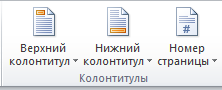 Верхний колонтитул
Нижний колонтитул
Номер страницы
#
Колонтитулы